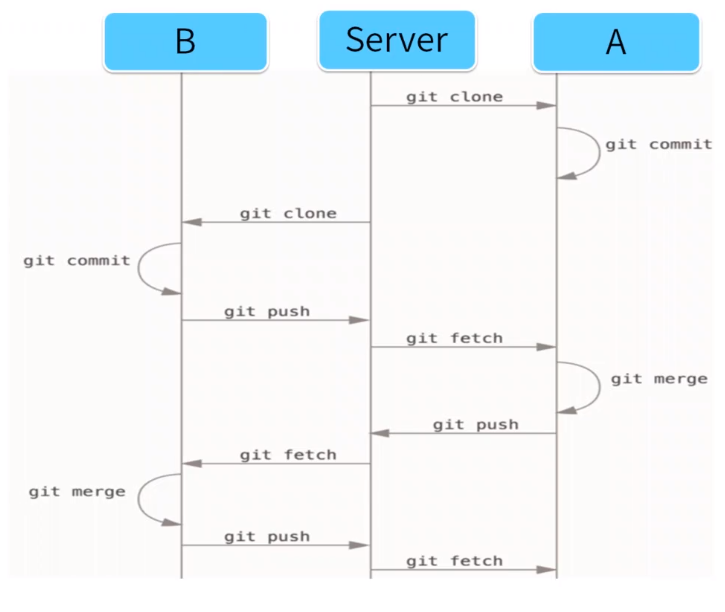 B
Server
A
git clone
git commit
git clone
git commit
git push
git fetch
git merge
git push
git fetch
git merge
git push
git fetch